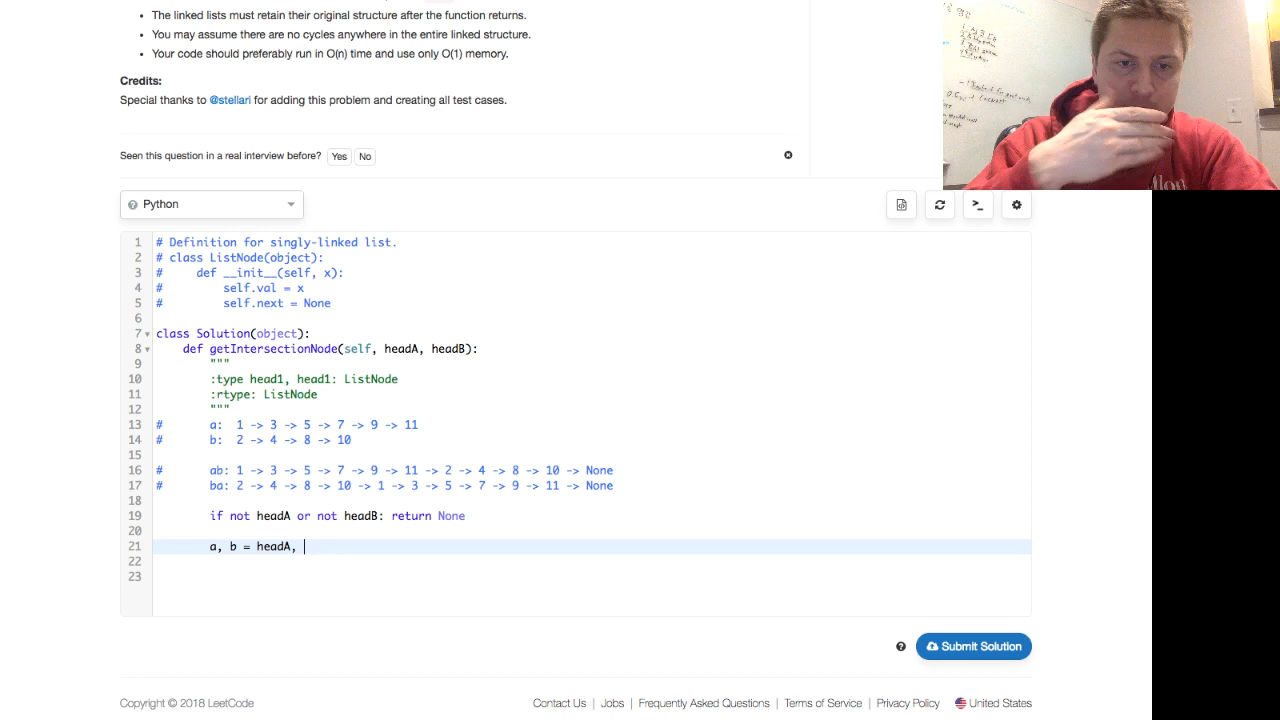 The linked lists must retain their original structure after the function returns.
You may assume there are no cycles anywhere in the entire linked structure.
Your code should preferably run in O(n) time and use only O(1) memory.
Credits:
Special thanks to @stellari for adding this problem and creating all test cases.
Seen this question in a real interview before? Yes No
Python
1 # Definition for singly-linked list.
2 # class ListNode(object):
3 #     def __init__(self, x):
4 #         self.val = x
5 #         self.next = None
6
7 class Solution(object):
8     def getIntersectionNode(self, headA, headB):
9         """
10         :type head1, head1: ListNode
11         :rtype: ListNode
12         """
13 #       a:  1 -> 3 -> 5 -> 7 -> 9 -> 11
14 #       b:  2 -> 4 -> 8 -> 10
15
16 #       ab: 1 -> 3 -> 5 -> 7 -> 9 -> 11 -> 2 -> 4 -> 8 -> 10 -> None
17 #       ba: 2 -> 4 -> 8 -> 10 -> 1 -> 3 -> 5 -> 7 -> 9 -> 11 -> None
18
19         if not headA or not headB: return None
20
21         a, b = headA,
22
23
Submit Solution
Copyright © 2018 LeetCode
Contact Us | Jobs | Frequently Asked Questions | Terms of Service | Privacy Policy United States